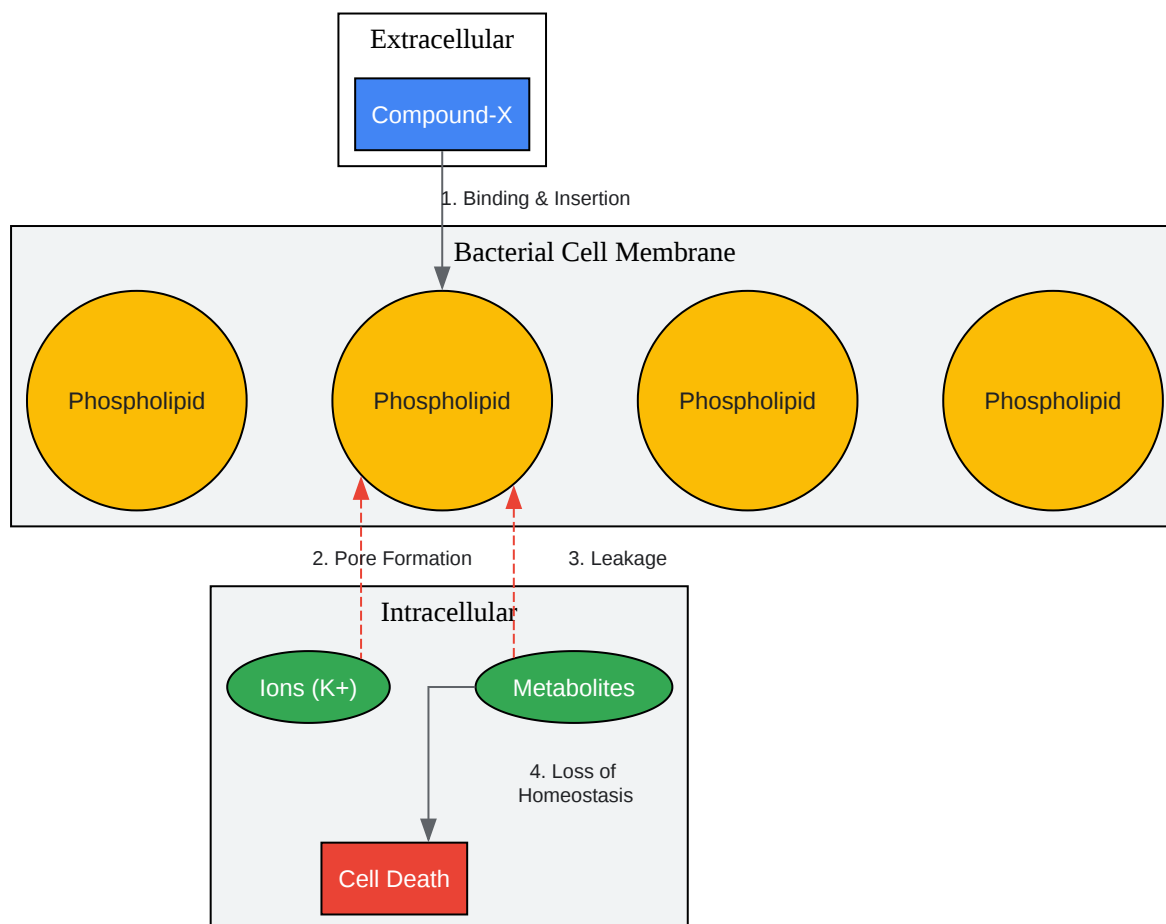 Extracellular
Compound-X
1. Binding & Insertion
Bacterial Cell Membrane
Phospholipid
Phospholipid
Phospholipid
Phospholipid
2. Pore Formation
3. Leakage
Intracellular
Ions (K+)
Metabolites
4. Loss of
Homeostasis
Cell Death